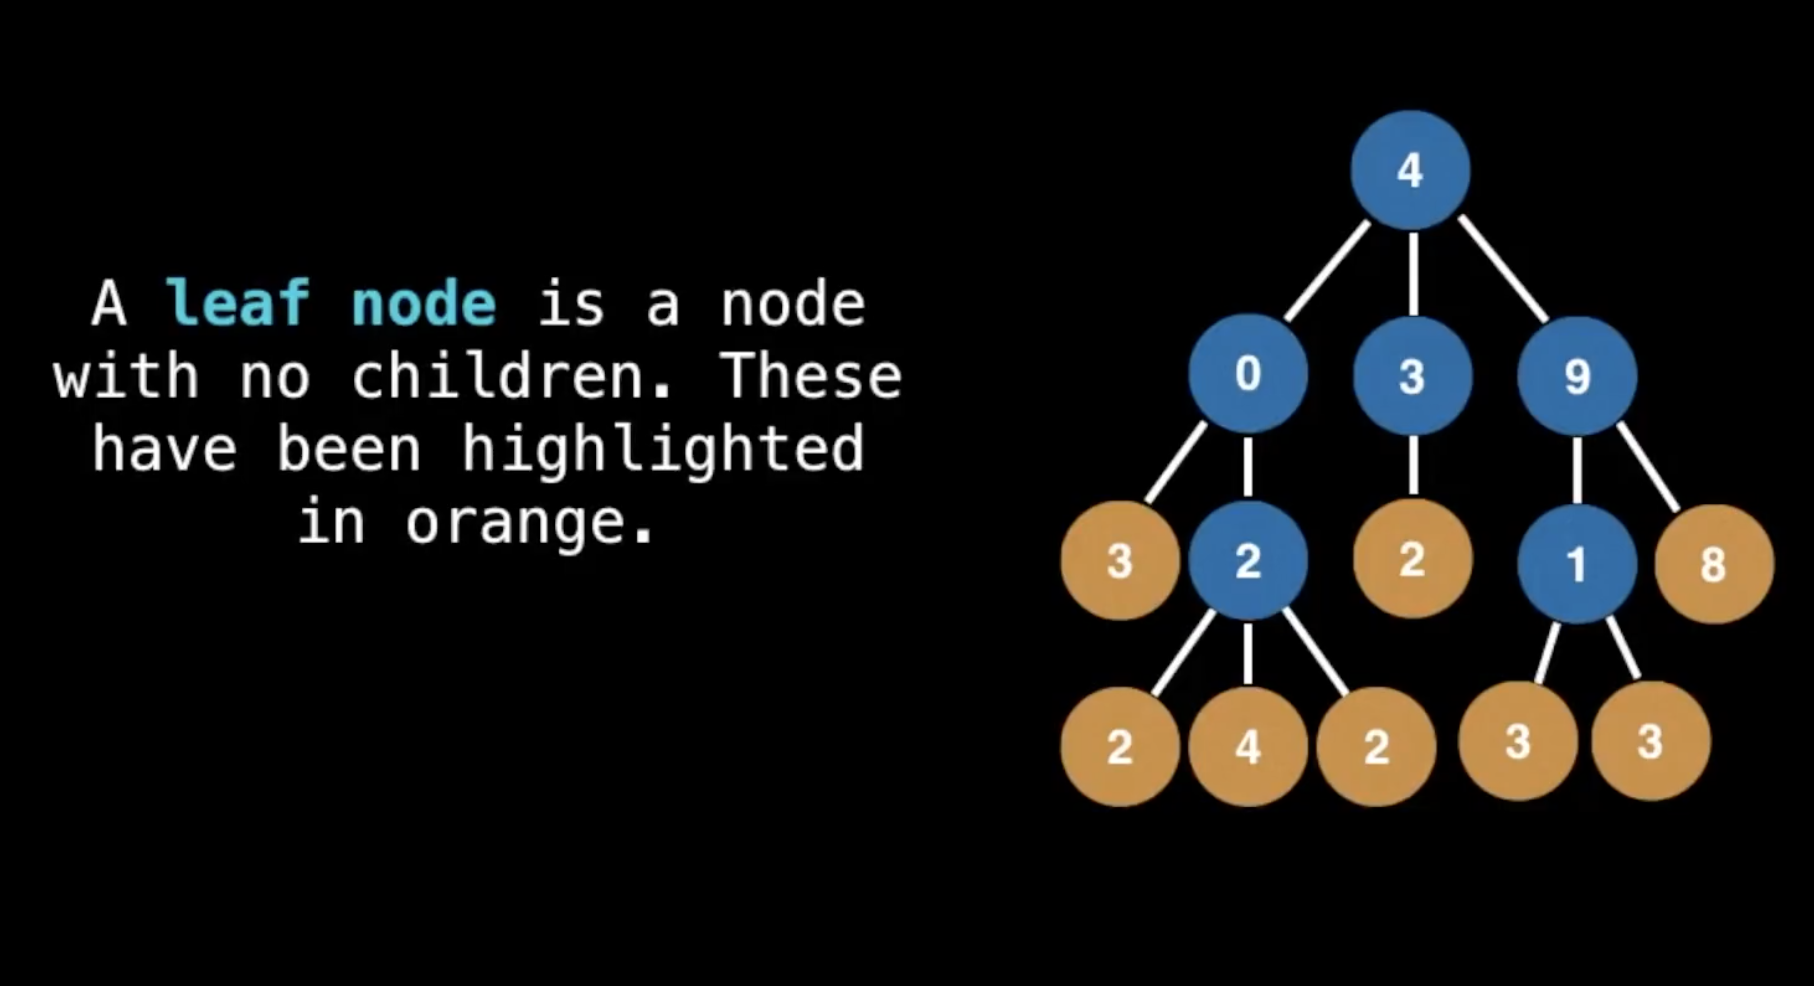 A leaf node is a node
with no children. These
have been highlighted
in orange.
4
0 3 9
3 2 2 1 8
2 4 2 3 3